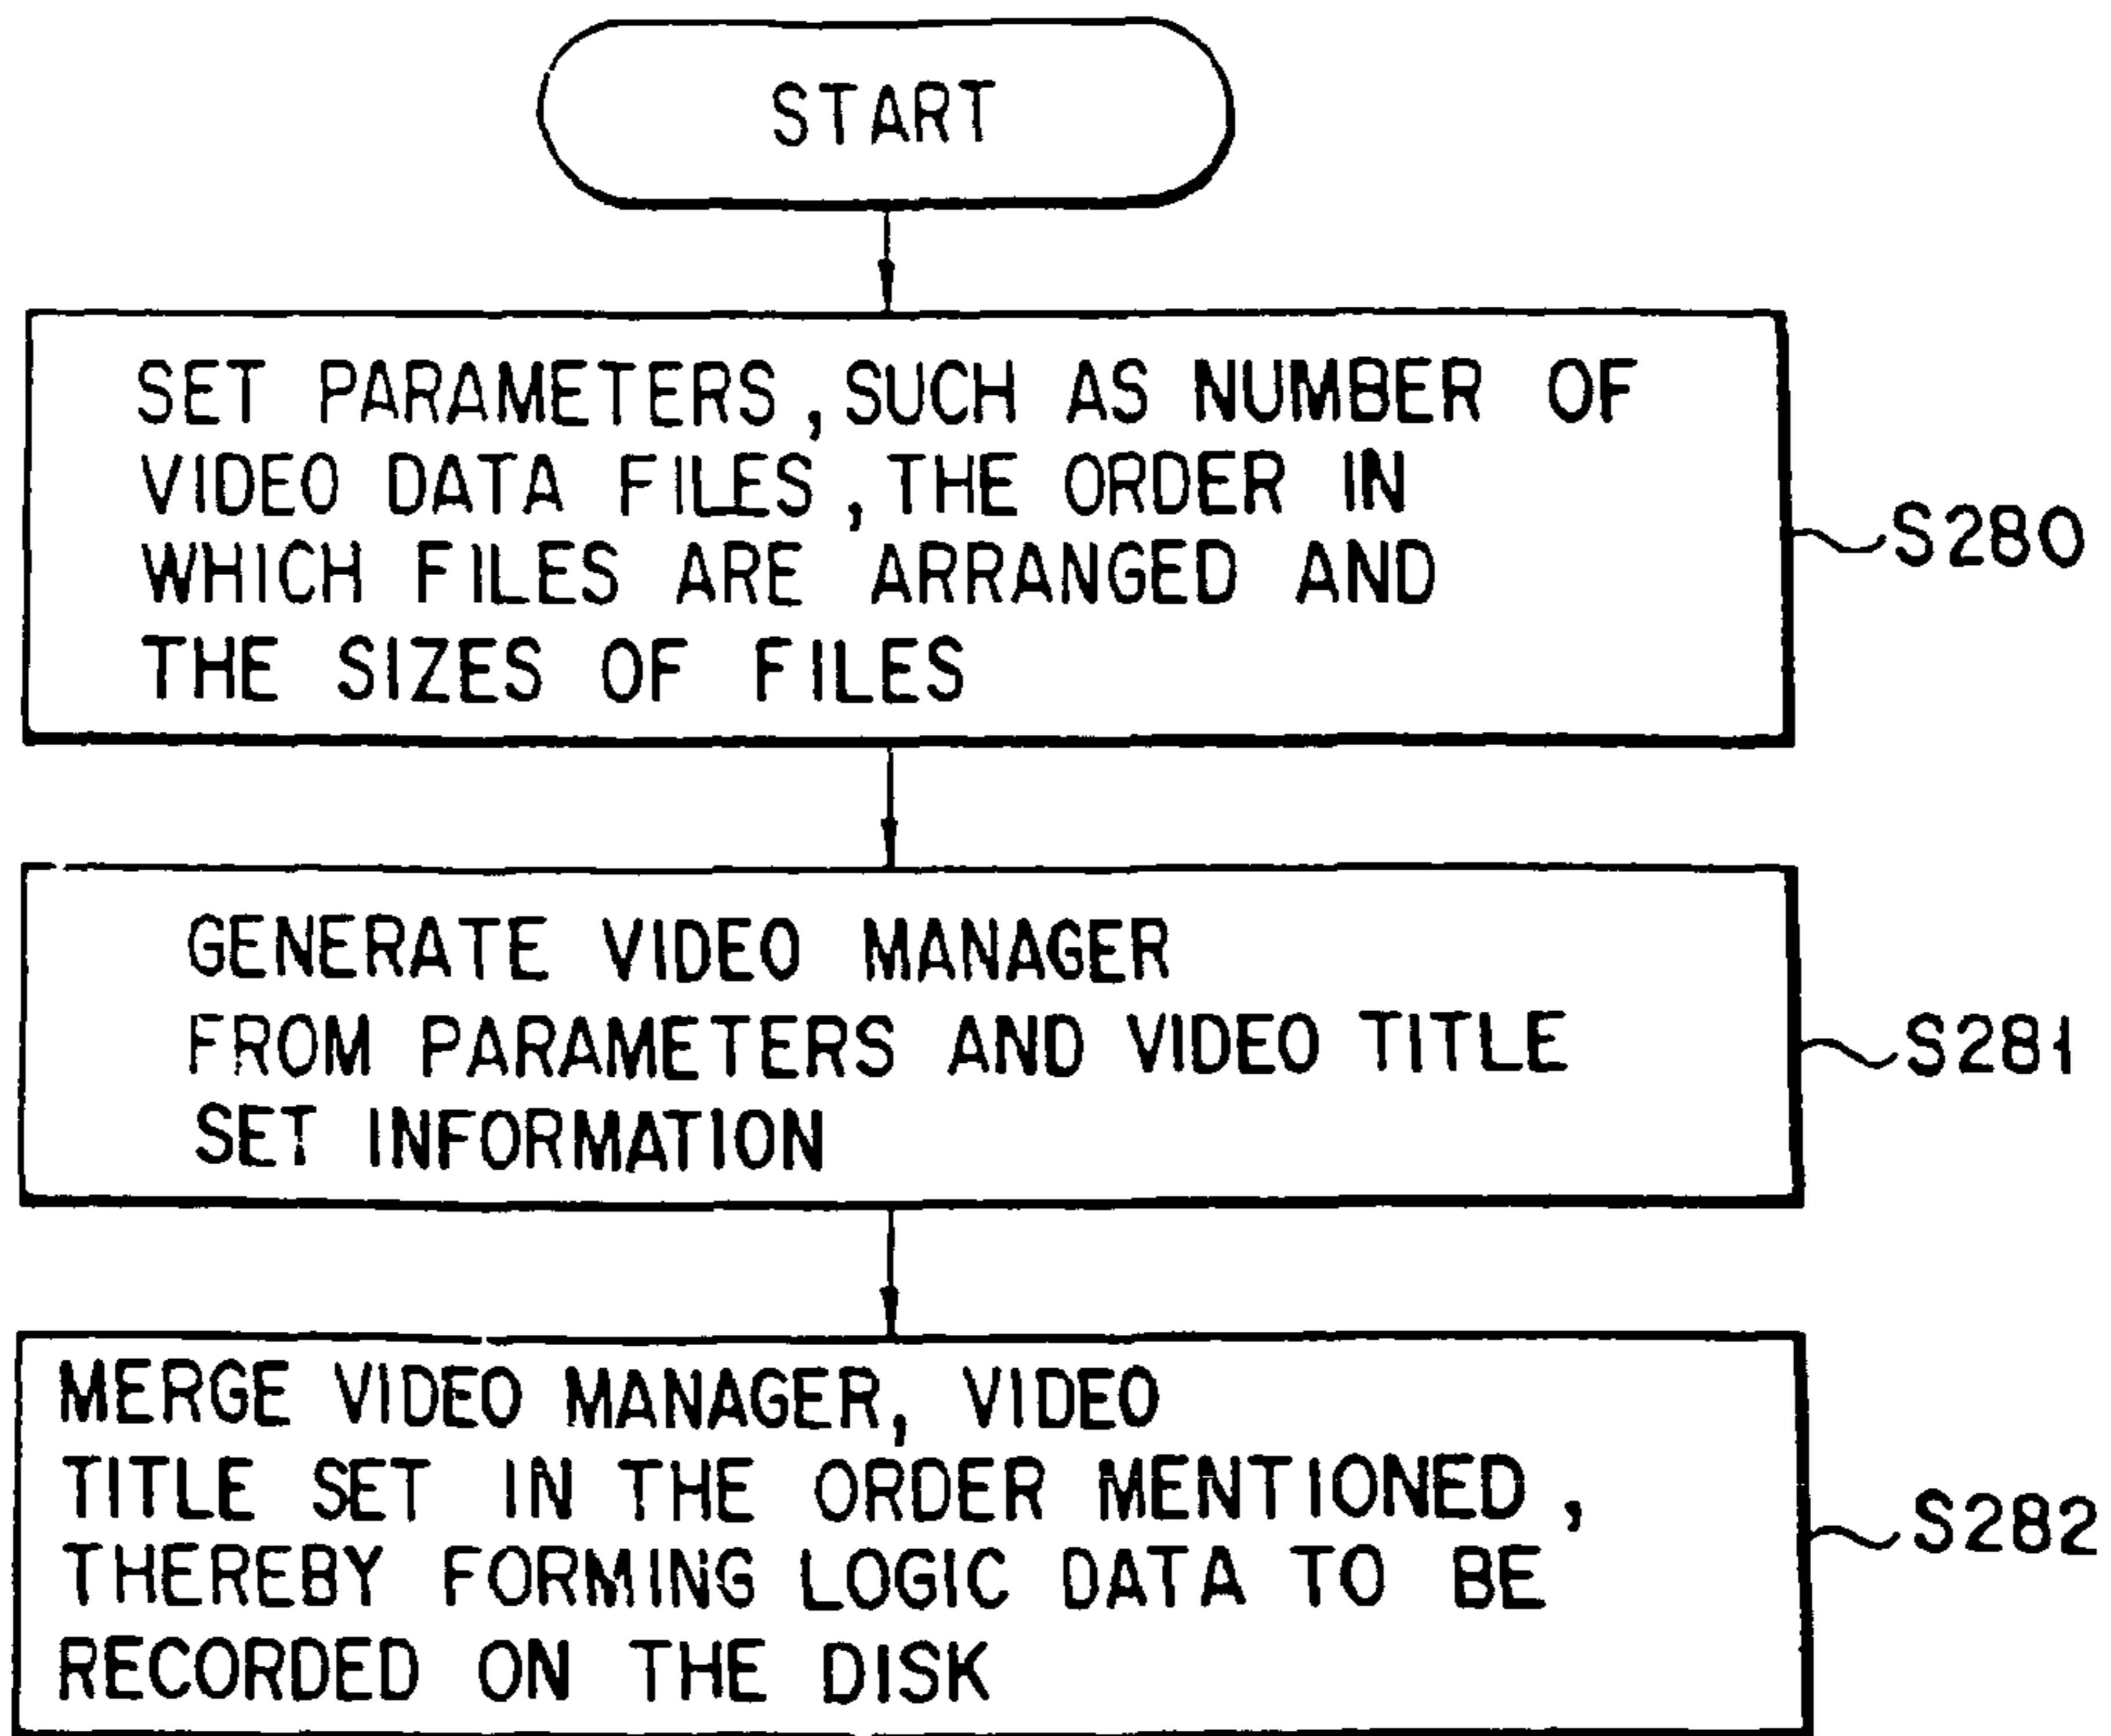 START
SET PARAMETERS, SUCH AS NUMBER OF
VIDEO DATA FILES, THE ORDER IN
WHICH FILES ARE ARRANGED AND
THE SIZES OF FILES
S280
GENERATE VIDEO MANAGER
FROM PARAMETERS AND VIDEO TITLE
SET INFORMATION
S281
MERGE VIDEO MANAGER, VIDEO
TITLE SET IN THE ORDER MENTIONED,
THEREBY FORMING LOGIC DATA TO BE
RECORDED ON THE DISK
S282